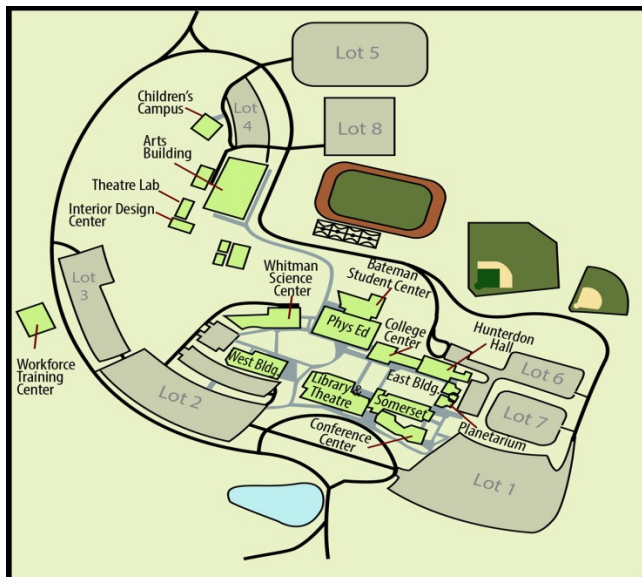 Lot 5
Children's
Campus
Lot 4
Lot 8
Arts
Building
Theatre Lab
Interior Design
Center
Lot 3
Whitman
Science
Center
Bateman
Student Center
Phys Ed
College
Center
Hunterdon
Hall
Workforce
Training
Center
West Bldg.
Lot 2
Library &
Theatre
East Bldg.
Somerset
Lot 6
Lot 7
Planetarium
Conference
Center
Lot 1